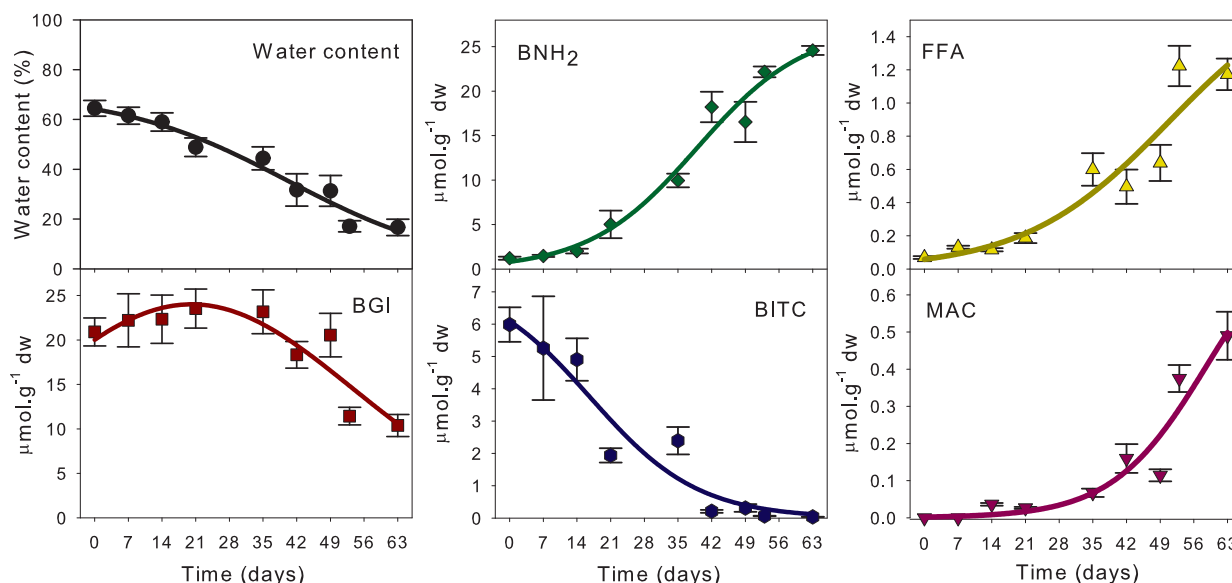 100
80
60
40
20
0
Water content (%)
Water content
25
20
15
10
5
0
μmol.g⁻¹ dw
BNH₂
1.4
1.2
1.0
0.8
0.6
0.4
0.2
0.0
μmol.g⁻¹ dw
FFA
25
20
15
10
5
0
μmol.g⁻¹ dw
BGl
0 7 14 21 28 35 42 49 56 63
Time (days)
7
6
5
4
3
2
1
0
μmol.g⁻¹ dw
BITC
0 7 14 21 28 35 42 49 56 63
Time (days)
0.6
0.5
0.4
0.3
0.2
0.1
0.0
μmol.g⁻¹ dw
MAC
0 7 14 21 28 35 42 49 56 63
Time (days)